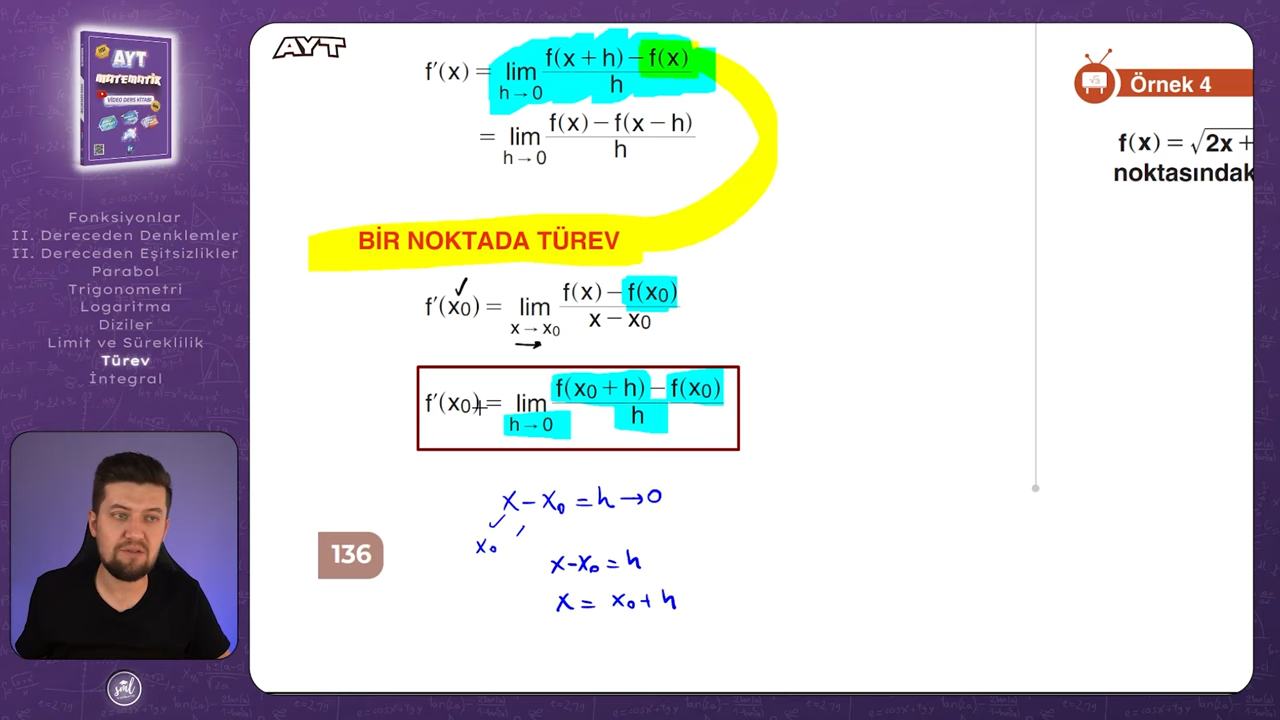 AYT
MATEMATİK
VİDEO DERS KİTABI
Fonksiyonlar
II. Dereceden Denklemler
II. Dereceden Eşitsizlikler
Parabol
Trigonometri
Logaritma
Diziler
Limit ve Süreklilik
Türev
İntegral
sml
AYT
f′(x) = lim h→0 f(x + h) − f(x) / h
= lim h→0 f(x) − f(x − h) / h
BİR NOKTADA TÜREV
f′(x₀) = lim x→x₀ f(x) − f(x₀) / x − x₀
f′(x₀) = lim h→0 f(x₀ + h) − f(x₀) / h
x − x₀ = h → 0
x₀
x − x₀ = h
x = x₀ + h
136
Örnek 4
f(x) = √2x +
noktasındak